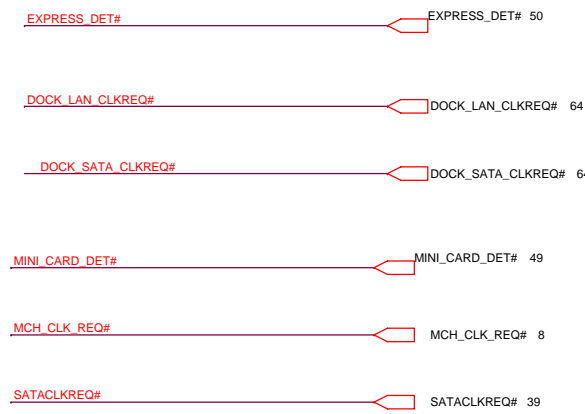 EXPRESS_DET# EXPRESS_DET# 50
DOCK_LAN_CLKREQ# DOCK_LAN_CLKREQ# 64
DOCK_SATA_CLKREQ# DOCK_SATA_CLKREQ# 64
MINI_CARD_DET# MINI_CARD_DET# 49
MCH_CLK_REQ# MCH_CLK_REQ# 8
SATACLKREQ# SATACLKREQ# 39